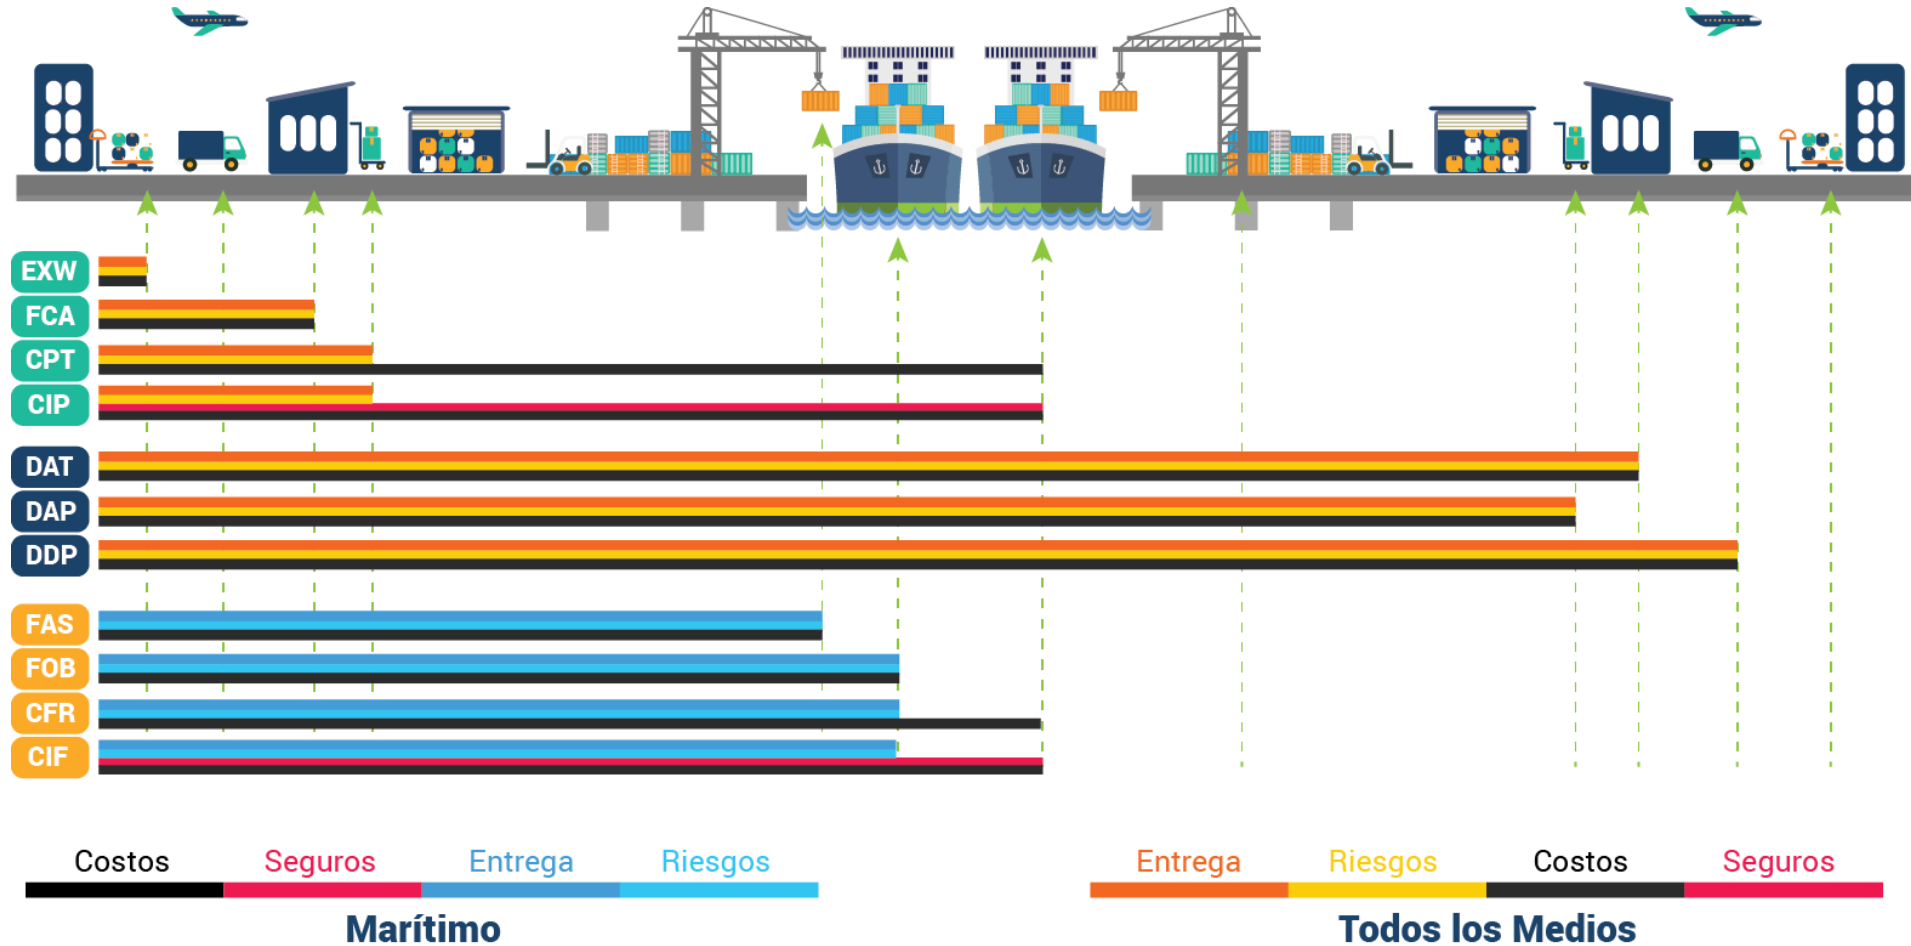 EXW
FCA
CPT
CIP
DAT
DAP
DDP
FAS
FOB
CFR
CIF
Costos Seguros Entrega Riesgos
Marítimo
Entrega Riesgos Costos Seguros
Todos los Medios